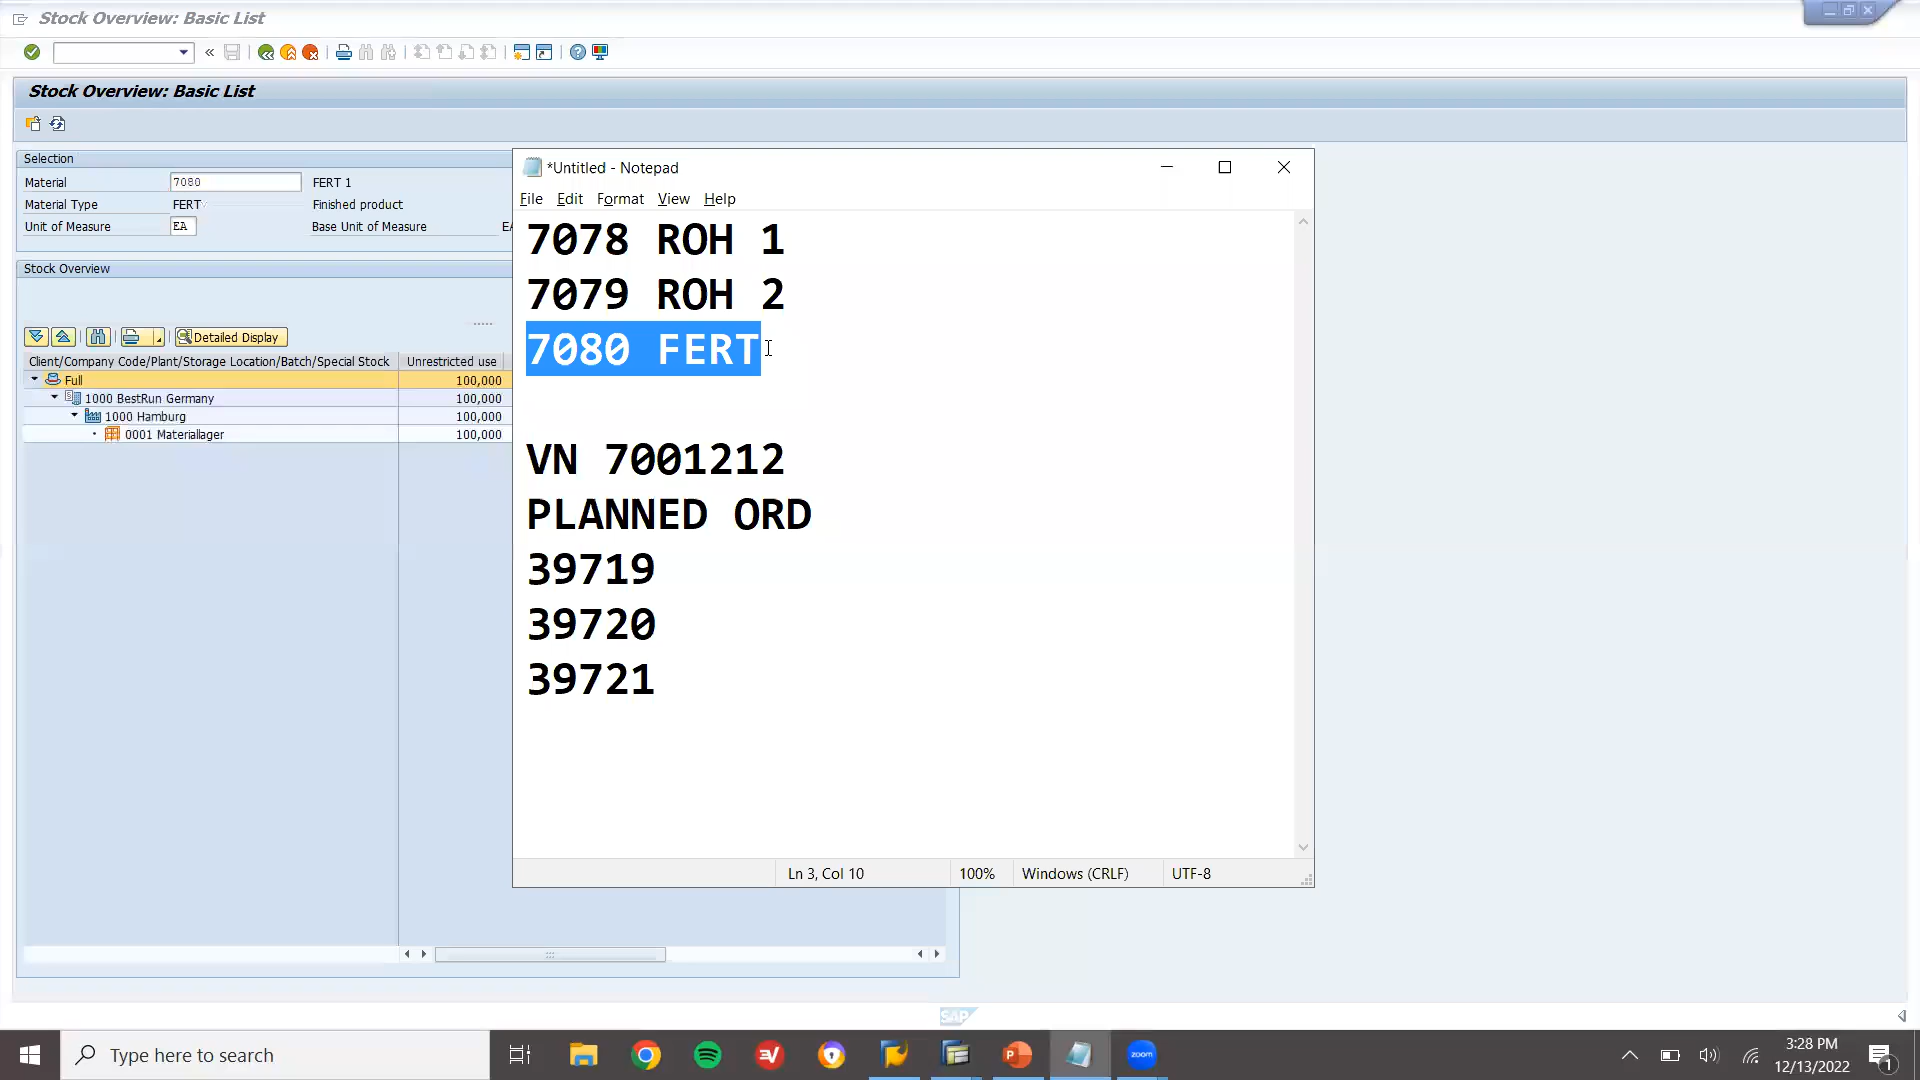 Stock Overview: Basic List
Stock Overview: Basic List
Selection
Material 7080 FERT 1
Material Type FERT Finished product
Unit of Measure EA Base Unit of Measure
Stock Overview
Detailed Display
Client/Company Code/Plant/Storage Location/Batch/Special Stock Unrestricted use
Full 100,000
1000 BestRun Germany 100,000
1000 Hamburg 100,000
0001 Materiallager 100,000
*Untitled - Notepad
File Edit Format View Help
7078 ROH 1
7079 ROH 2
7080 FERT
VN 7001212
PLANNED ORD
39719
39720
39721
Ln 3, Col 10 100% Windows (CRLF) UTF-8
SAP
Type here to search
zoom
3:28 PM
12/13/2022
1